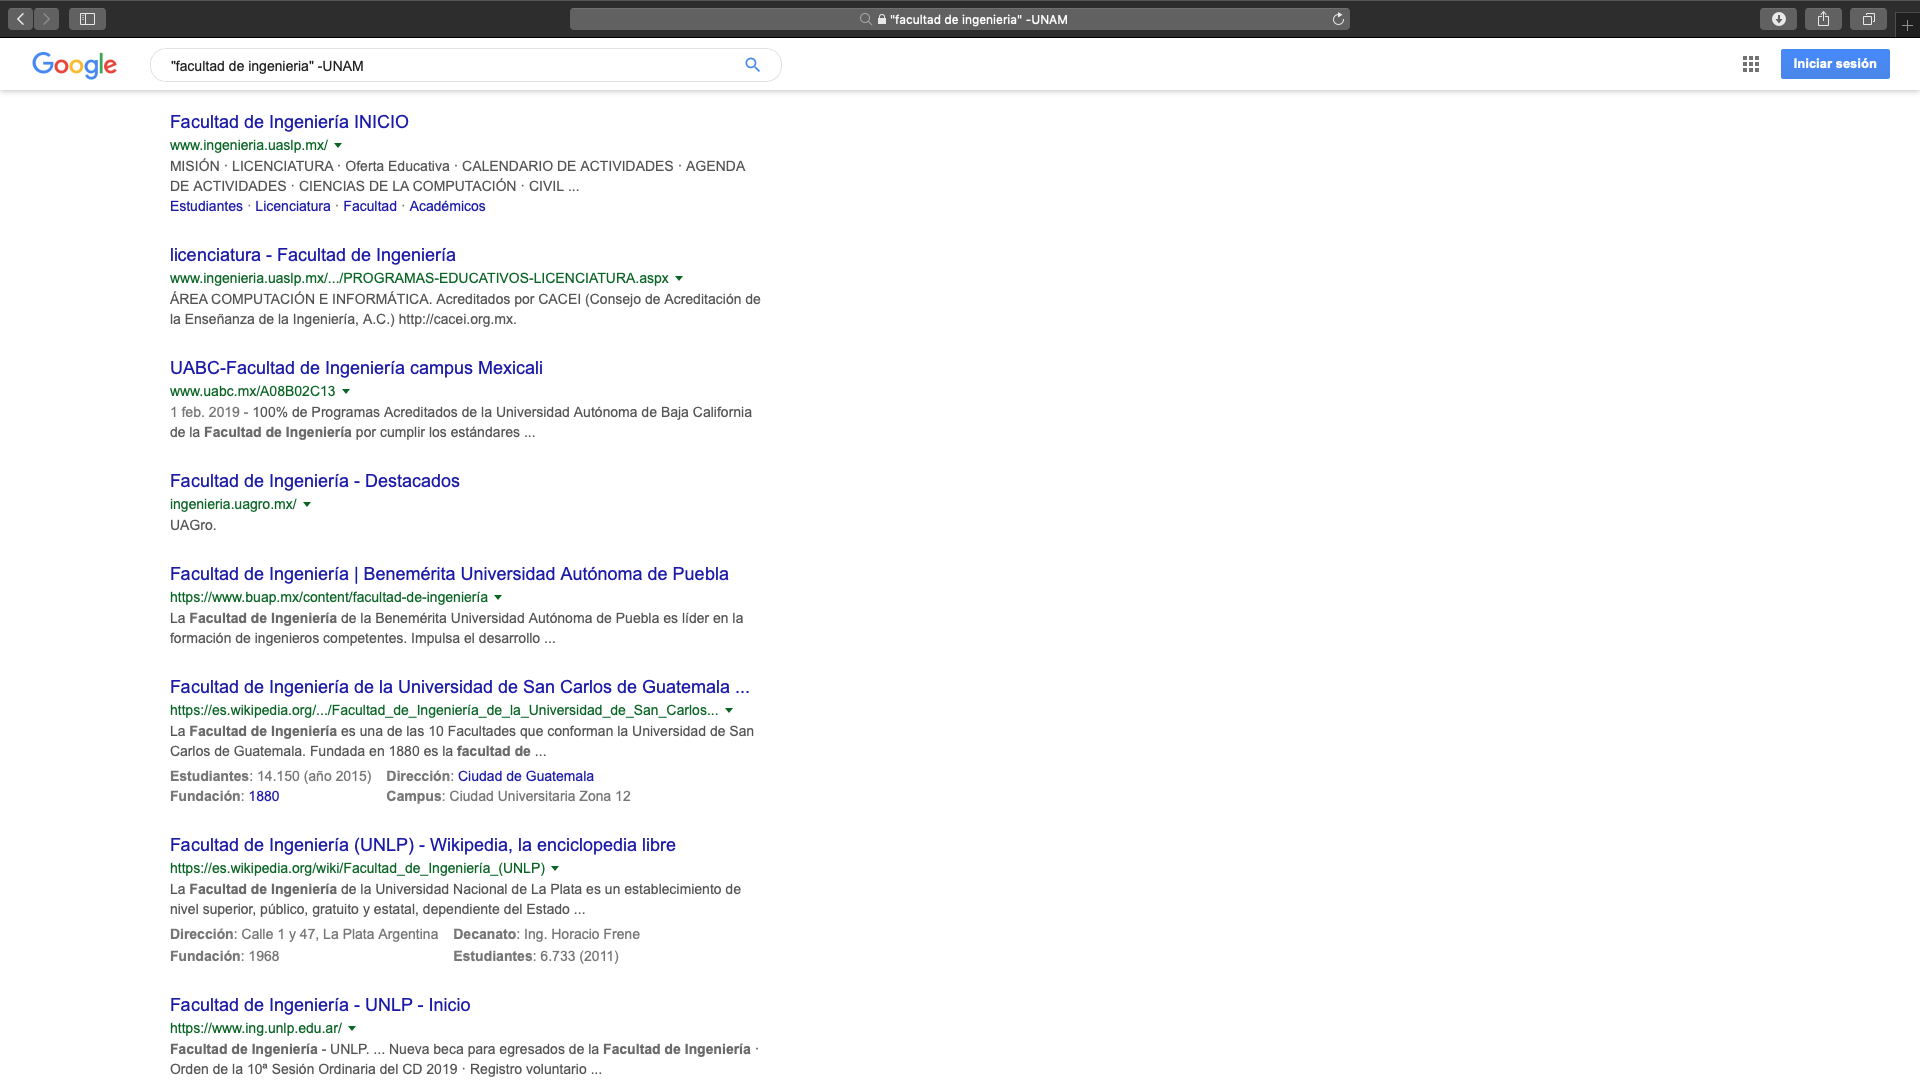 "facultad de ingenieria" -UNAM
Google
"facultad de ingenieria" -UNAM
Iniciar sesión
Facultad de Ingeniería INICIO
www.ingenieria.uaslp.mx/
MISIÓN · LICENCIATURA · Oferta Educativa · CALENDARIO DE ACTIVIDADES · AGENDA
DE ACTIVIDADES · CIENCIAS DE LA COMPUTACIÓN · CIVIL ...
Estudiantes · Licenciatura · Facultad · Académicos
licenciatura - Facultad de Ingeniería
www.ingenieria.uaslp.mx/.../PROGRAMAS-EDUCATIVOS-LICENCIATURA.aspx
ÁREA COMPUTACIÓN E INFORMÁTICA. Acreditados por CACEI (Consejo de Acreditación de
la Enseñanza de la Ingeniería, A.C.) http://cacei.org.mx.
UABC-Facultad de Ingeniería campus Mexicali
www.uabc.mx/A08B02C13
1 feb. 2019 - 100% de Programas Acreditados de la Universidad Autónoma de Baja California
de la Facultad de Ingeniería por cumplir los estándares ...
Facultad de Ingeniería - Destacados
ingenieria.uagro.mx/
UAGro.
Facultad de Ingeniería | Benemérita Universidad Autónoma de Puebla
https://www.buap.mx/content/facultad-de-ingeniería
La Facultad de Ingeniería de la Benemérita Universidad Autónoma de Puebla es líder en la
formación de ingenieros competentes. Impulsa el desarrollo ...
Facultad de Ingeniería de la Universidad de San Carlos de Guatemala ...
https://es.wikipedia.org/.../Facultad_de_Ingeniería_de_la_Universidad_de_San_Carlos...
La Facultad de Ingeniería es una de las 10 Facultades que conforman la Universidad de San
Carlos de Guatemala. Fundada en 1880 es la facultad de ...
Estudiantes: 14.150 (año 2015) Dirección: Ciudad de Guatemala
Fundación: 1880 Campus: Ciudad Universitaria Zona 12
Facultad de Ingeniería (UNLP) - Wikipedia, la enciclopedia libre
https://es.wikipedia.org/wiki/Facultad_de_Ingeniería_(UNLP)
La Facultad de Ingeniería de la Universidad Nacional de La Plata es un establecimiento de
nivel superior, público, gratuito y estatal, dependiente del Estado ...
Dirección: Calle 1 y 47, La Plata Argentina Decanato: Ing. Horacio Frene
Fundación: 1968 Estudiantes: 6.733 (2011)
Facultad de Ingeniería - UNLP - Inicio
https://www.ing.unlp.edu.ar/
Facultad de Ingeniería - UNLP. ... Nueva beca para egresados de la Facultad de Ingeniería ·
Orden de la 10ª Sesión Ordinaria del CD 2019 · Registro voluntario ...